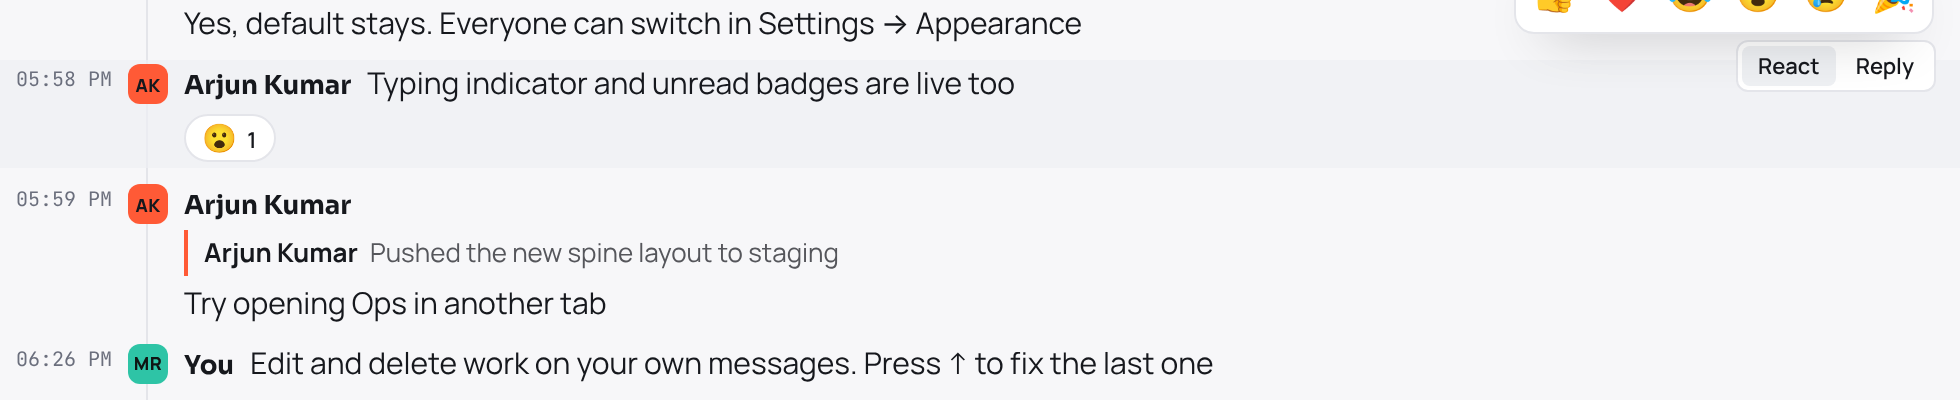 Yes, default stays. Everyone can switch in Settings → Appearance
React Reply
05:58 PM AK Arjun Kumar Typing indicator and unread badges are live too
😮 1
05:59 PM AK Arjun Kumar
Arjun Kumar Pushed the new spine layout to staging
Try opening Ops in another tab
06:26 PM MR You Edit and delete work on your own messages. Press ↑ to fix the last one